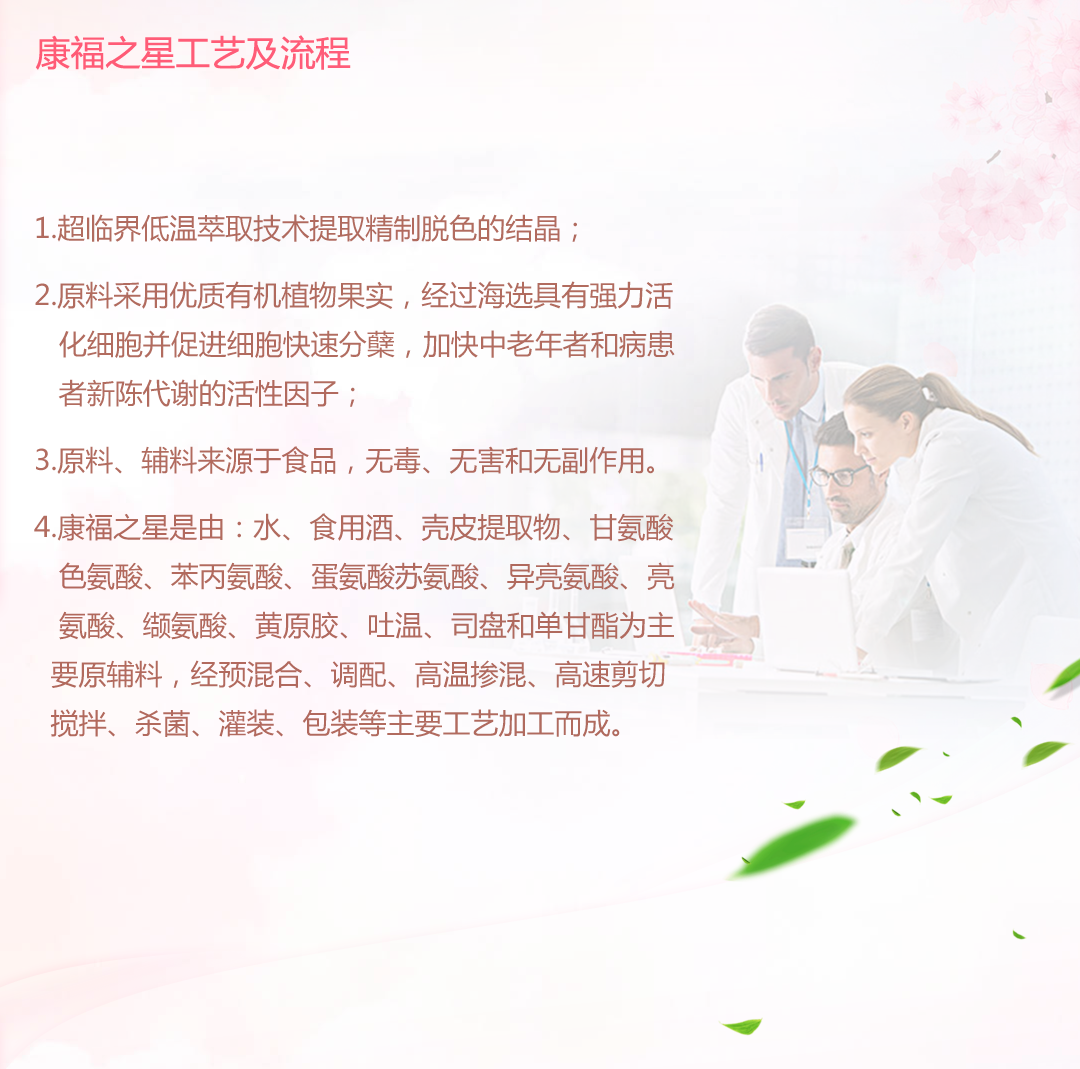 康福之星工艺及流程
1.超临界低温萃取技术提取精制脱色的结晶；
2.原料采用优质有机植物果实，经过海选具有强力活
化细胞并促进细胞快速分蘖，加快中老年者和病患
者新陈代谢的活性因子；
3.原料、辅料来源于食品，无毒、无害和无副作用。
4.康福之星是由：水、食用酒、壳皮提取物、甘氨酸
色氨酸、苯丙氨酸、蛋氨酸苏氨酸、异亮氨酸、亮
氨酸、缬氨酸、黄原胶、吐温、司盘和单甘酯为主
要原辅料，经预混合、调配、高温掺混、高速剪切
搅拌、杀菌、灌装、包装等主要工艺加工而成。